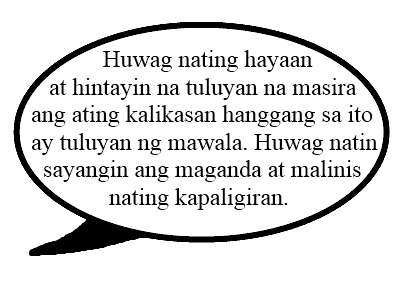 Huwag nating hayaan
at hintayin na tuluyan na masira
ang ating kalikasan hanggang sa ito
ay tuluyan ng mawala. Huwag natin
sayangin ang maganda at malinis
nating kapaligiran.